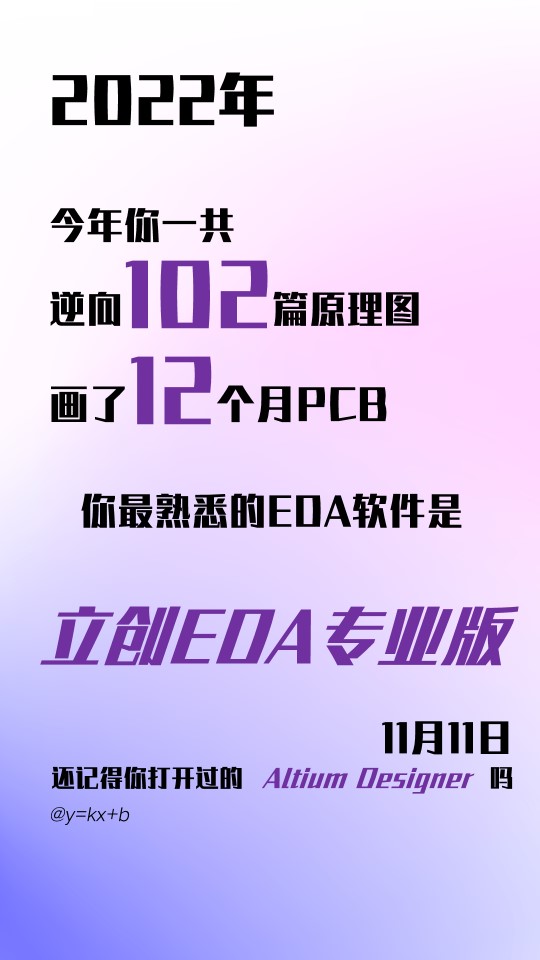 2022年
今年你一共
逆向102篇原理图
画了12个月PCB
你最熟悉的EDA软件是
立创EDA专业版
11月11日
还记得你打开过的 Altium Designer 吗
@y=kx+b